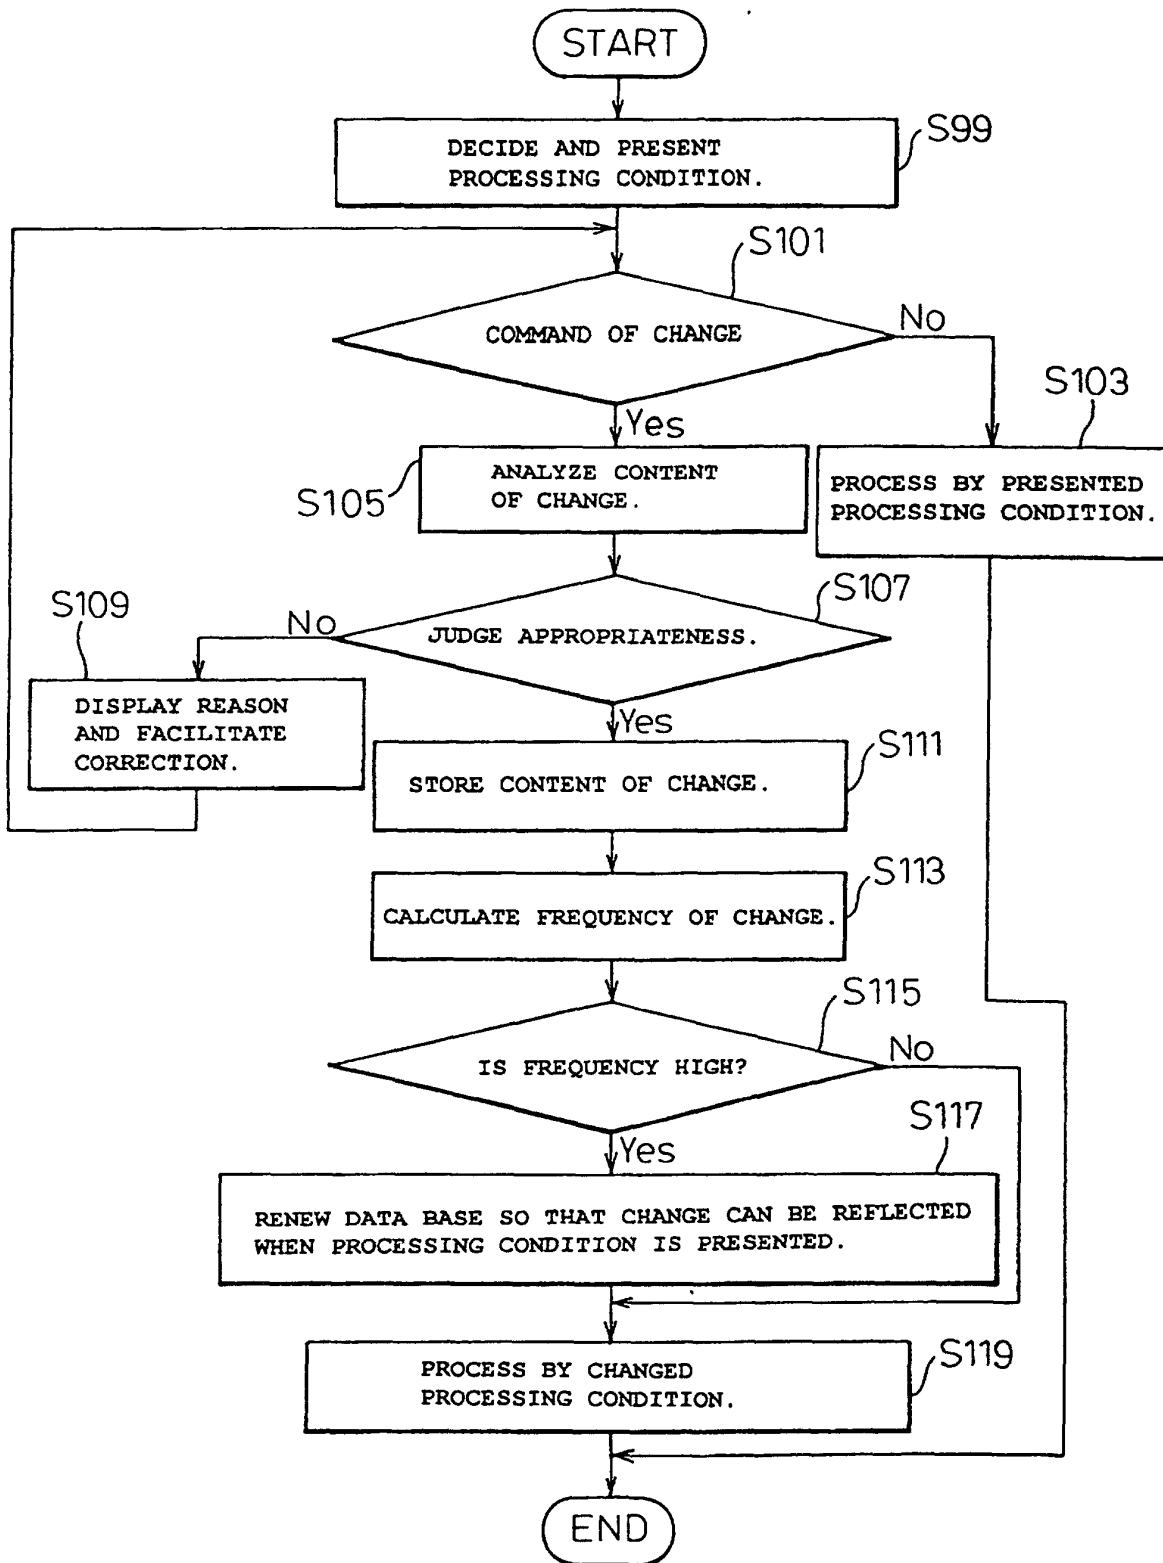 START
DECIDE AND PRESENT
PROCESSING CONDITION.
S99
S101
COMMAND OF CHANGE
No
S103
Yes
ANALYZE CONTENT
OF CHANGE.
S105
PROCESS BY PRESENTED
PROCESSING CONDITION.
S107
S109
No
JUDGE APPROPRIATENESS.
DISPLAY REASON
AND FACILITATE
CORRECTION.
Yes
S111
STORE CONTENT OF CHANGE.
S113
CALCULATE FREQUENCY OF CHANGE.
S115
IS FREQUENCY HIGH?
No
S117
Yes
RENEW DATA BASE SO THAT CHANGE CAN BE REFLECTED
WHEN PROCESSING CONDITION IS PRESENTED.
S119
PROCESS BY CHANGED
PROCESSING CONDITION.
END